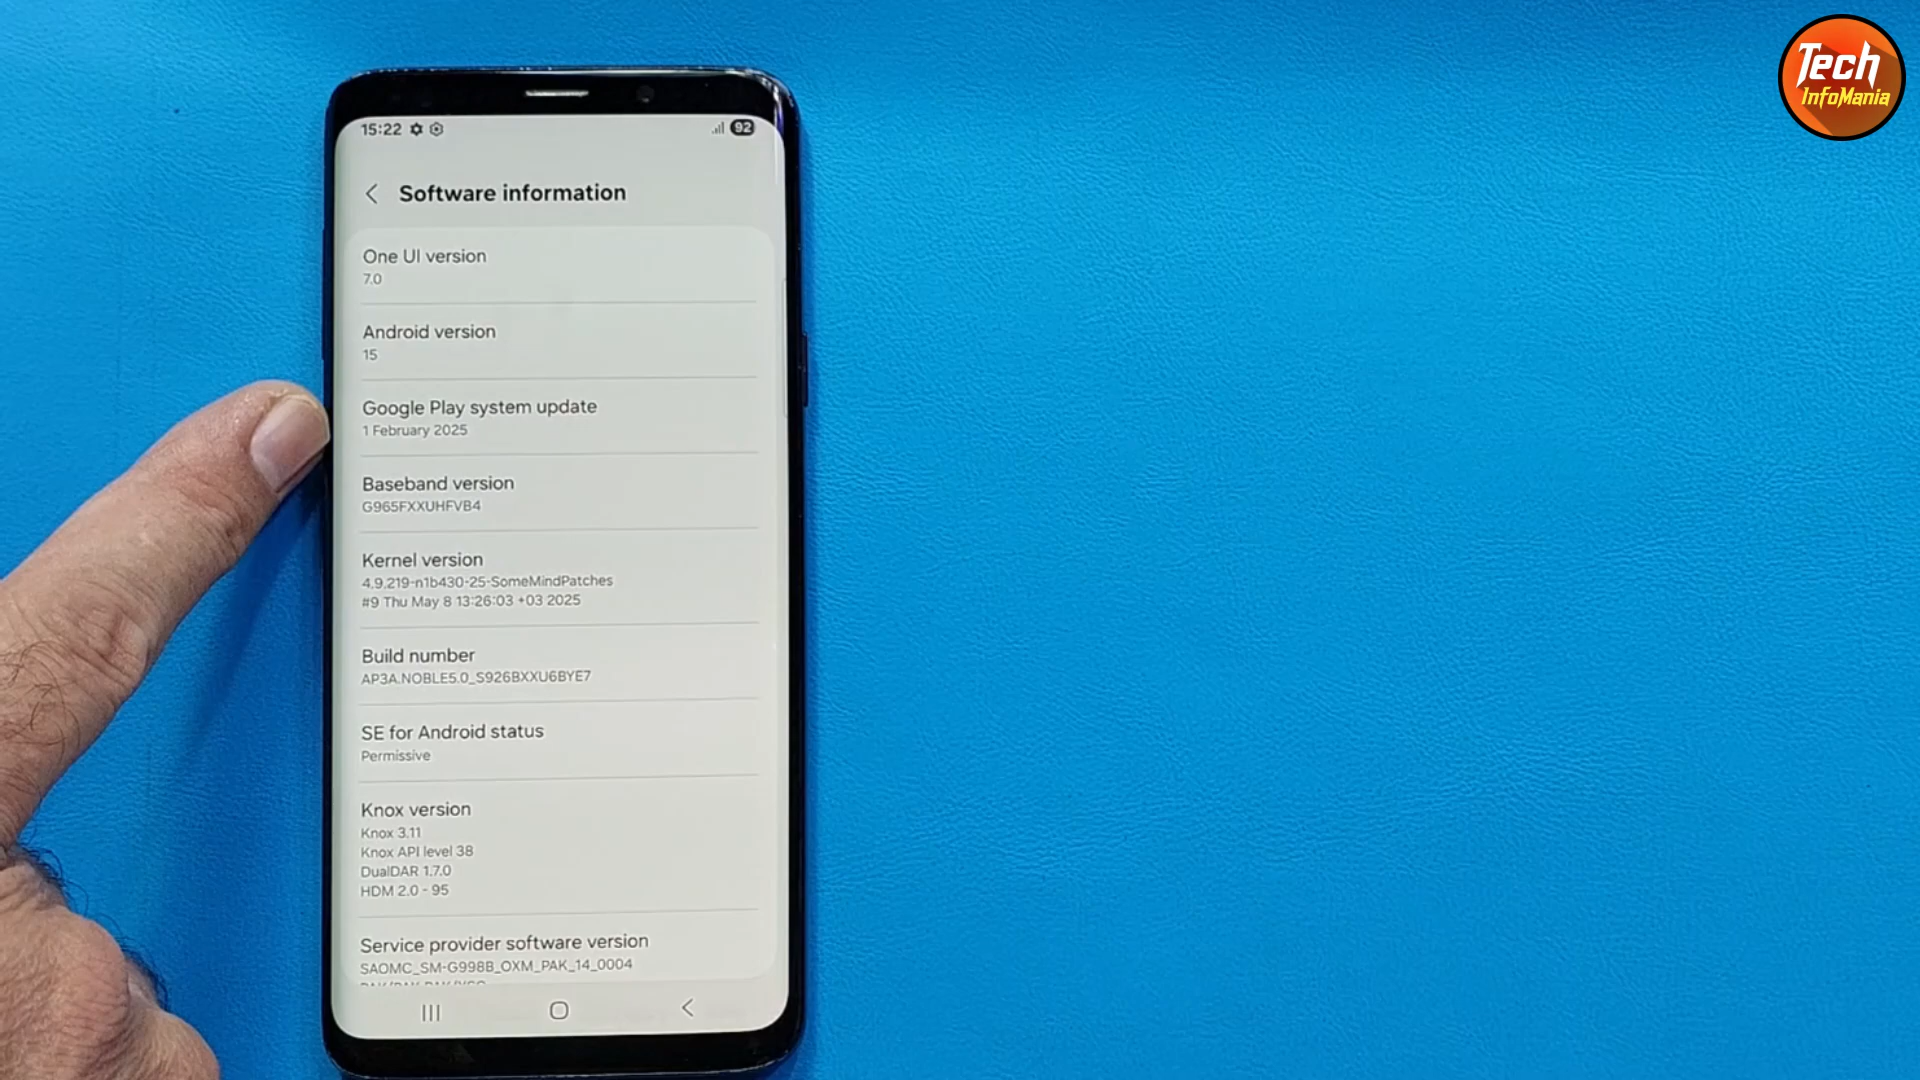 Tech
InfoMania
15:22
92
Software information
One UI version
7.0
Android version
15
Google Play system update
1 February 2025
Baseband version
G965FXXUHFVB4
Kernel version
4.9.219-n1b430-25-SomeMindPatches
#9 Thu May 8 13:26:03 +03 2025
Build number
AP3A.NOBLE5.0_S926BXXU6BYE7
SE for Android status
Permissive
Knox version
Knox 3.11
Knox API level 38
DualDAR 1.7.0
HDM 2.0 - 95
Service provider software version
SAOMC_SM-G998B_OXM_PAK_14_0004